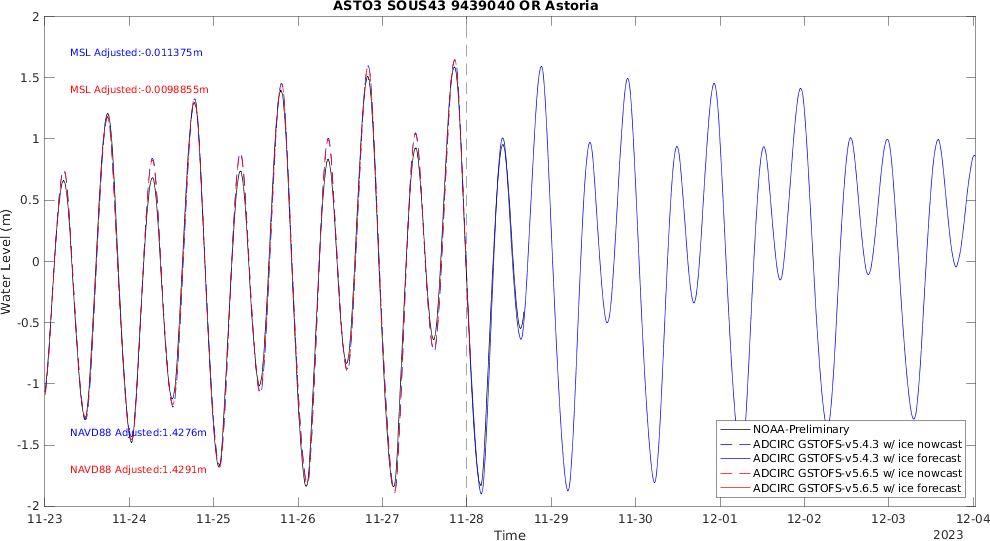 ASTO3 SOUS43 9439040 OR Astoria
MSL Adjusted:-0.011375m
MSL Adjusted:-0.0098855m
NAVD88 Adjusted:1.4276m
NAVD88 Adjusted:1.4291m
Water Level (m)
2
1.5
1
0.5
0
-0.5
-1
-1.5
-2
NOAA-Preliminary
ADCIRC GSTOFS-v5.4.3 w/ ice nowcast
ADCIRC GSTOFS-v5.4.3 w/ ice forecast
ADCIRC GSTOFS-v5.6.5 w/ ice nowcast
ADCIRC GSTOFS-v5.6.5 w/ ice forecast
11-23 11-24 11-25 11-26 11-27 11-28 11-29 11-30 12-01 12-02 12-03 12-04
Time
2023